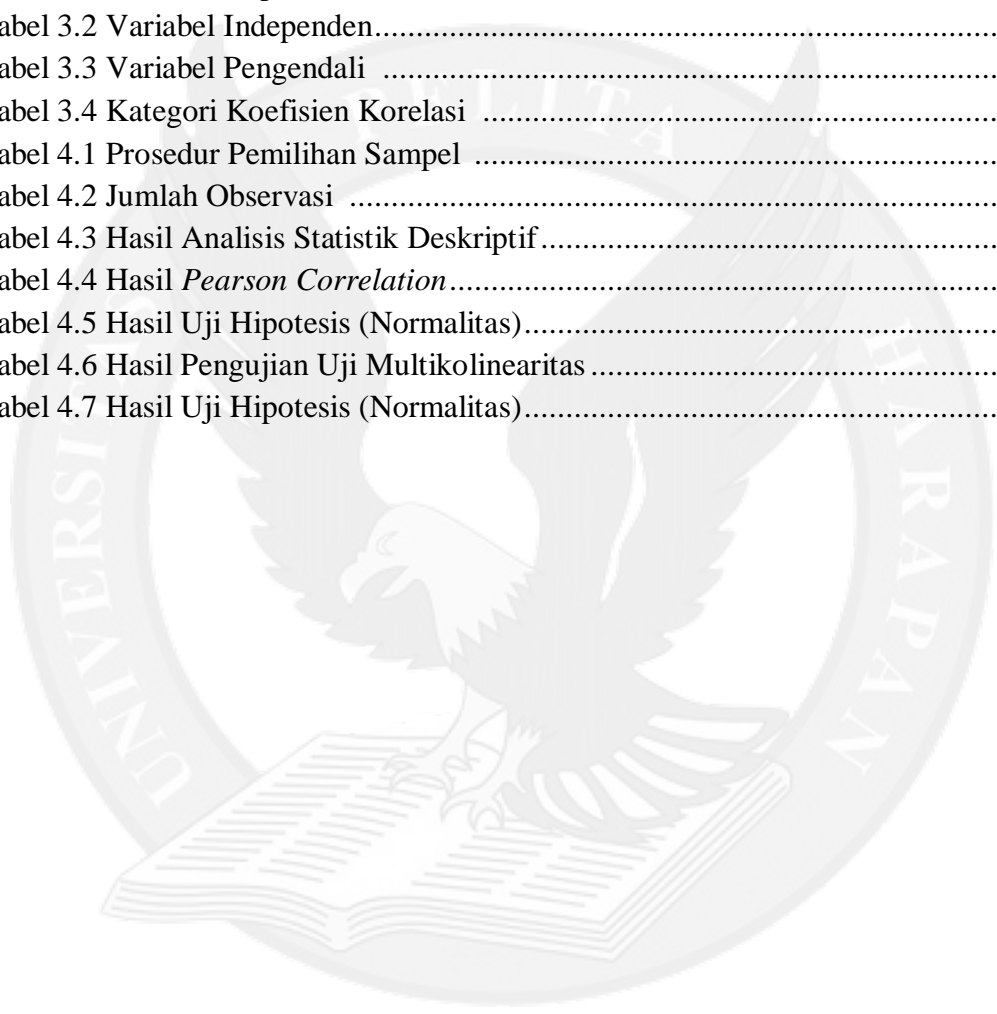 abel 3.2 Variabel Independen........................................................................
abel 3.3 Variabel Pengendali ........................................................................
abel 3.4 Kategori Koefisien Korelasi ............................................................
abel 4.1 Prosedur Pemilihan Sampel .............................................................
abel 4.2 Jumlah Observasi ............................................................................
abel 4.3 Hasil Analisis Statistik Deskriptif.....................................................
abel 4.4 Hasil Pearson Correlation................................................................
abel 4.5 Hasil Uji Hipotesis (Normalitas).......................................................
abel 4.6 Hasil Pengujian Uji Multikolinearitas ...............................................
abel 4.7 Hasil Uji Hipotesis (Normalitas).......................................................
UNIVERSITAS PELITA HARAPAN